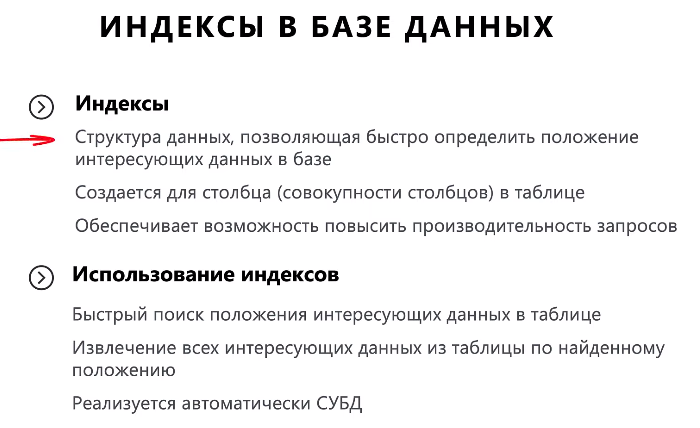 ИНДЕКСЫ В БАЗЕ ДАННЫХ
Индексы
Структура данных, позволяющая быстро определить положение
интересующих данных в базе
Создается для столбца (совокупности столбцов) в таблице
Обеспечивает возможность повысить производительность запросов
Использование индексов
Быстрый поиск положения интересующих данных в таблице
Извлечение всех интересующих данных из таблицы по найденному
положению
Реализуется автоматически СУБД